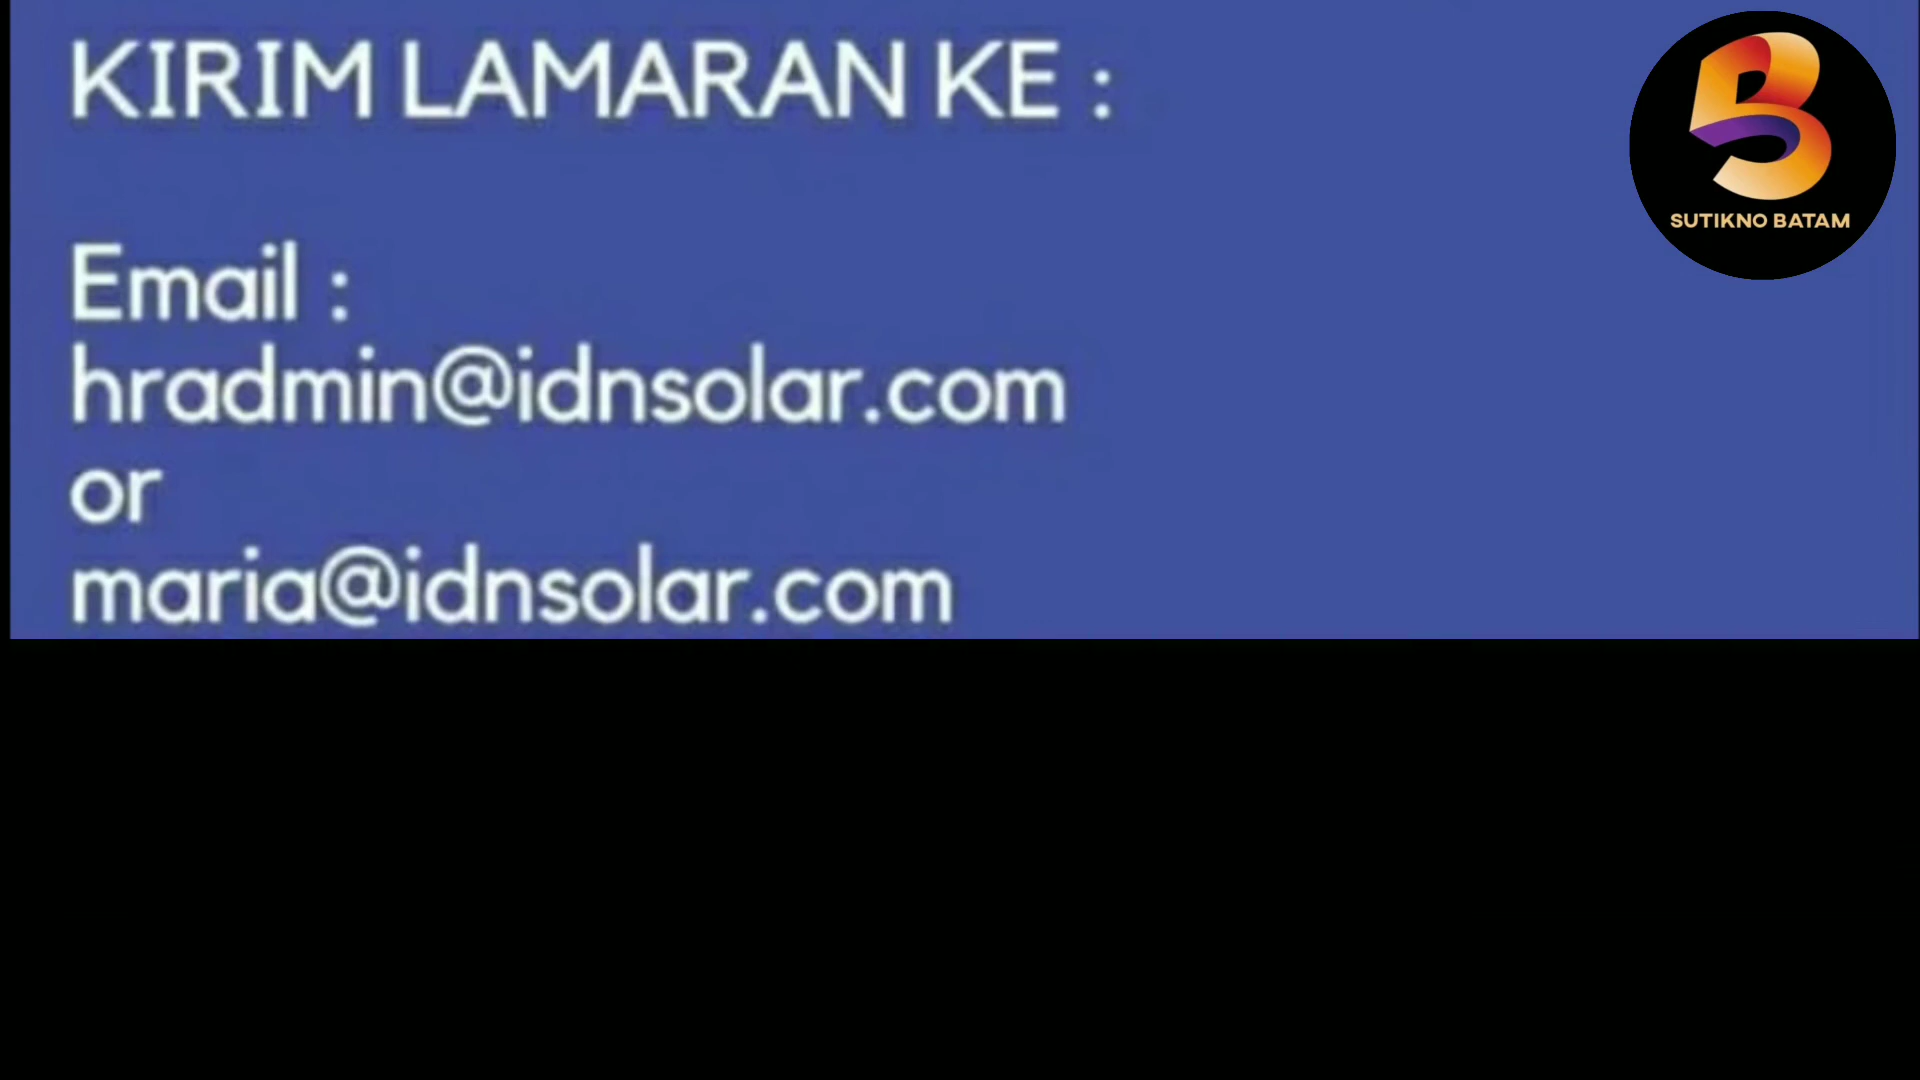 KIRIM LAMARAN KE :
Email :
hradmin@idnsolar.com
or
maria@idnsolar.com
SUTIKNO BATAM